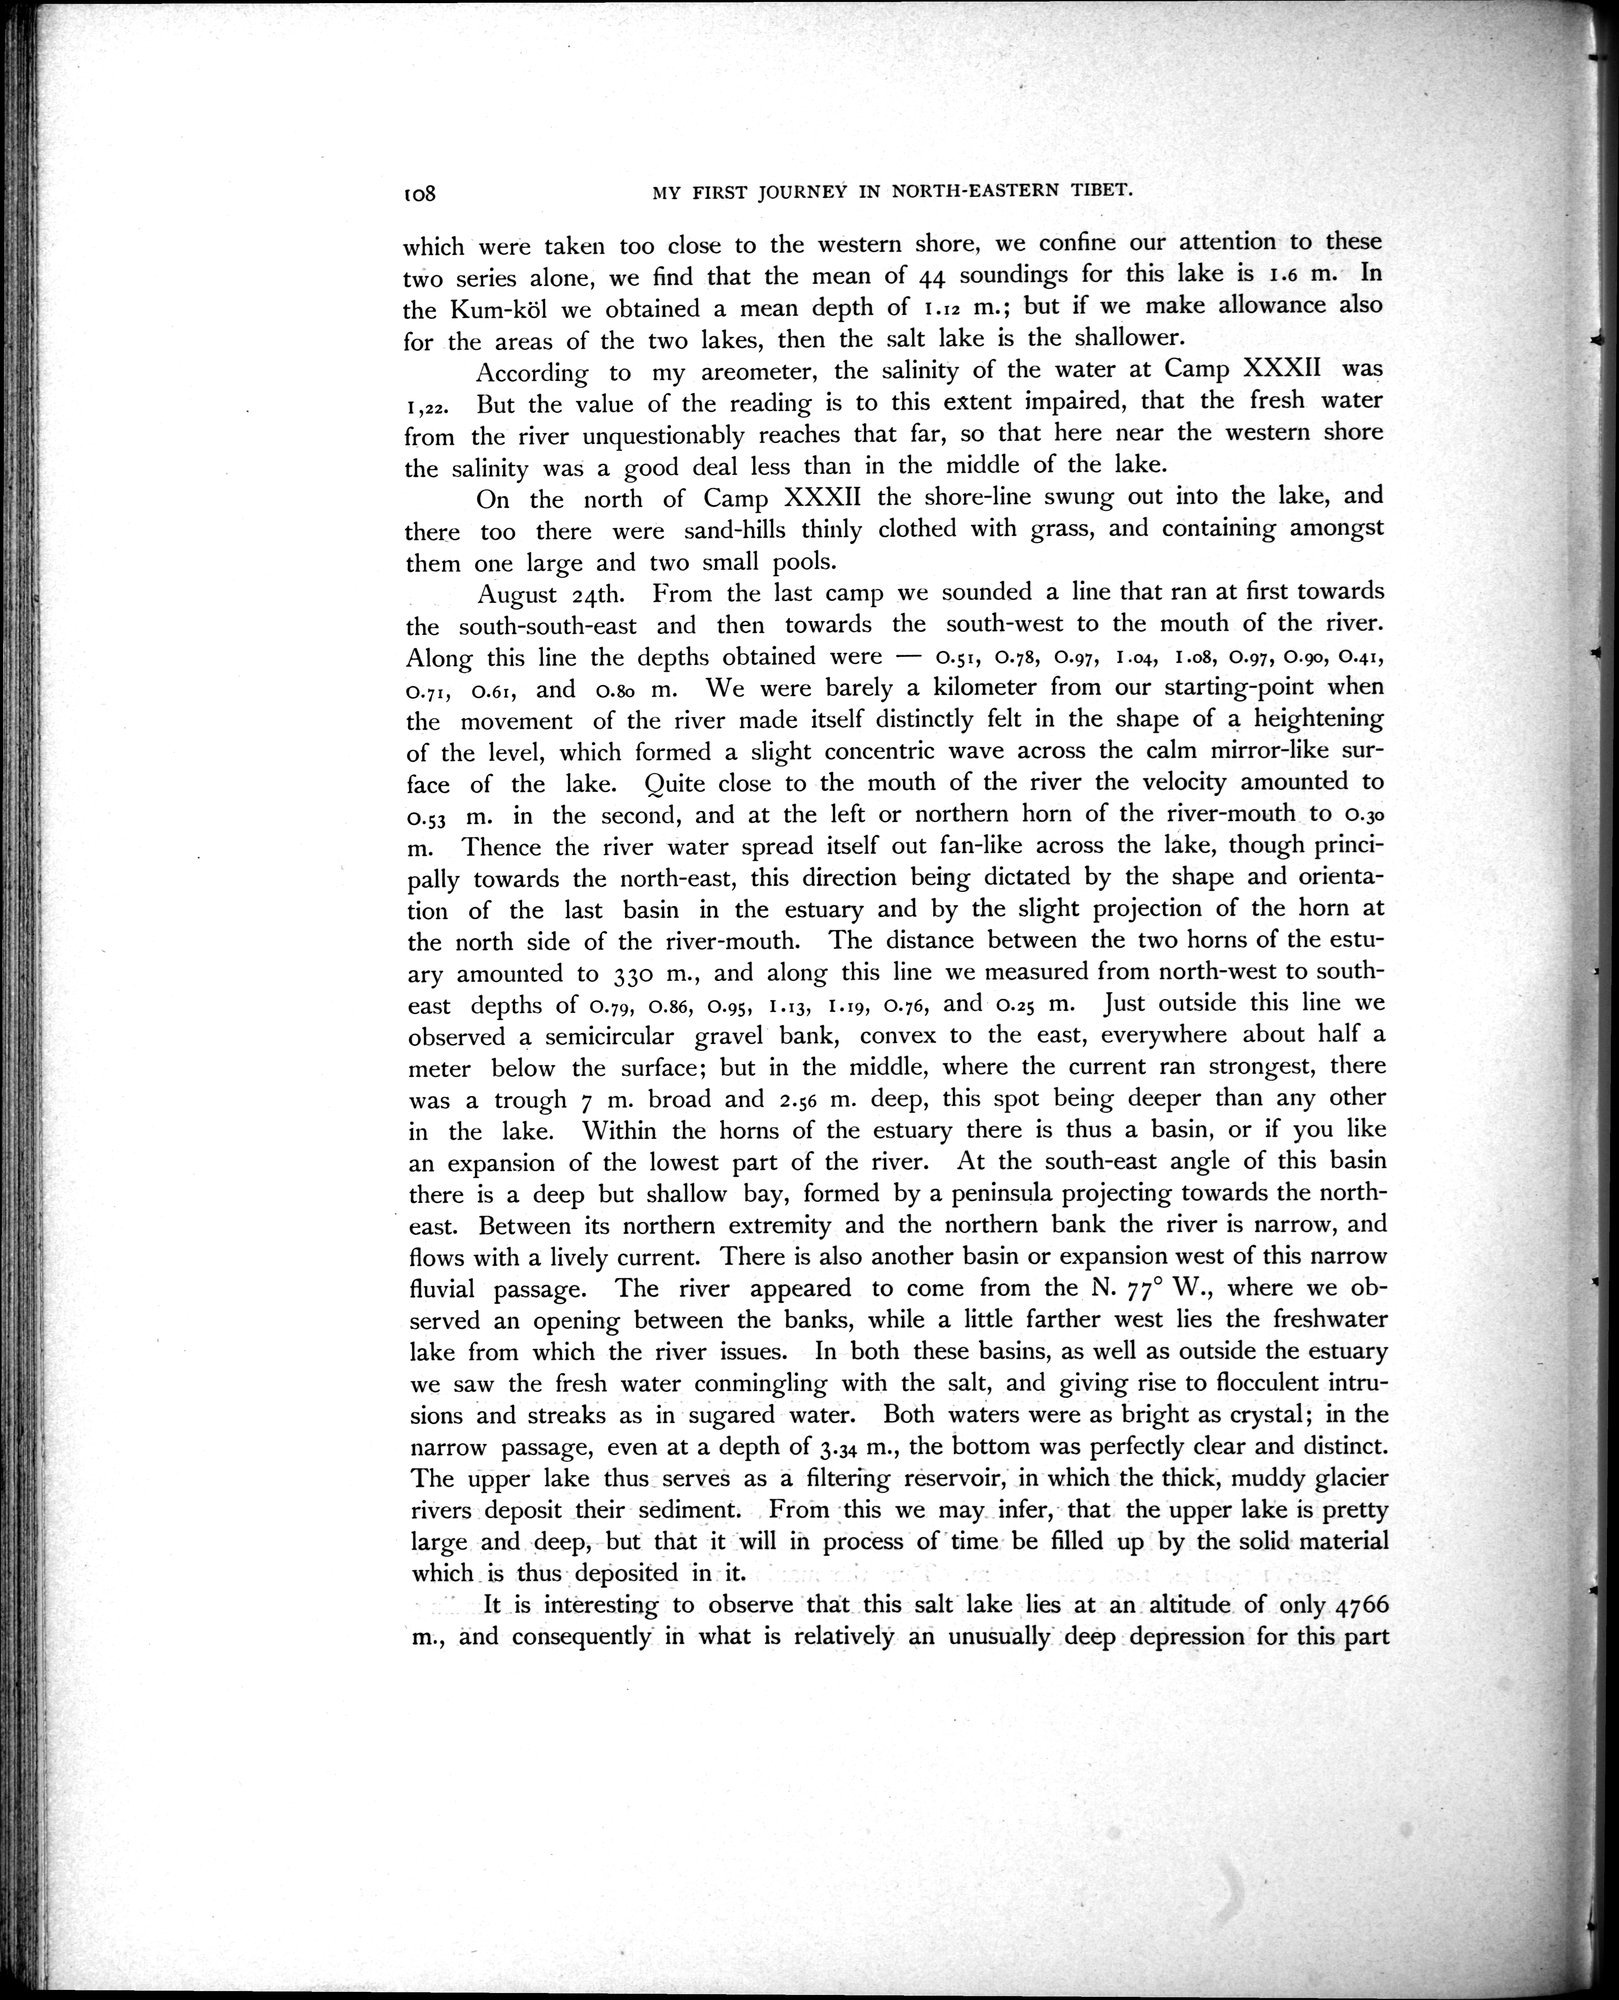 108 MY FIRST JOURNEY IN NORTH-EASTERN TIBET.
which were taken too close to the western shore, we confine our attention to these
two series alone, we find that the mean of 44 soundings for this lake is 1.6 m. In
the Kum-köl we obtained a mean depth of 1.12 m.; but if we make allowance also
for the areas of the two lakes, then the salt lake is the shallower.
According to my areometer, the salinity of the water at Camp XXXII was
1,22. But the value of the reading is to this extent impaired, that the fresh water
from the river unquestionably reaches that far, so that here near the western shore
the salinity was a good deal less than in the middle of the lake.
On the north of Camp XXXII the shore-line swung out into the lake, and
there too there were sand-hills thinly clothed with grass, and containing amongst
them one large and two small pools.
August 24th. From the last camp we sounded a line that ran at first towards
the south-south-east and then towards the south-west to the mouth of the river.
Along this line the depths obtained were — 0.51, 0.78, 0.97, 1.04, 1.08, 0.97, 0.90, 0.41,
0.71, 0.61, and 0.80 m. We were barely a kilometer from our starting-point when
the movement of the river made itself distinctly felt in the shape of a heightening
of the level, which formed a slight concentric wave across the calm mirror-like sur-
face of the lake. Quite close to the mouth of the river the velocity amounted to
0.53 m. in the second, and at the left or northern horn of the river-mouth to 0.30
m. Thence the river water spread itself out fan-like across the lake, though princi-
pally towards the north-east, this direction being dictated by the shape and orienta-
tion of the last basin in the estuary and by the slight projection of the horn at
the north side of the river-mouth. The distance between the two horns of the estu-
ary amounted to 330 m., and along this line we measured from north-west to south-
east depths of 0.79, 0.86, 0.95, 1.13, 1.19, 0.76, and 0.25 m. Just outside this line we
observed a semicircular gravel bank, convex to the east, everywhere about half a
meter below the surface; but in the middle, where the current ran strongest, there
was a trough 7 m. broad and 2.56 m. deep, this spot being deeper than any other
in the lake. Within the horns of the estuary there is thus a basin, or if you like
an expansion of the lowest part of the river. At the south-east angle of this basin
there is a deep but shallow bay, formed by a peninsula projecting towards the north-
east. Between its northern extremity and the northern bank the river is narrow, and
flows with a lively current. There is also another basin or expansion west of this narrow
fluvial passage. The river appeared to come from the N. 77° W., where we ob-
served an opening between the banks, while a little farther west lies the freshwater
lake from which the river issues. In both these basins, as well as outside the estuary
we saw the fresh water conmingling with the salt, and giving rise to flocculent intru-
sions and streaks as in sugared water. Both waters were as bright as crystal; in the
narrow passage, even at a depth of 3.34 m., the bottom was perfectly clear and distinct.
The upper lake thus serves as a filtering reservoir, in which the thick, muddy glacier
rivers deposit their sediment. From this we may infer, that the upper lake is pretty
large and deep, but that it will in process of time be filled up by the solid material
which is thus deposited in it.
It is interesting to observe that this salt lake lies at an altitude of only 4766
m., and consequently in what is relatively an unusually deep depression for this part